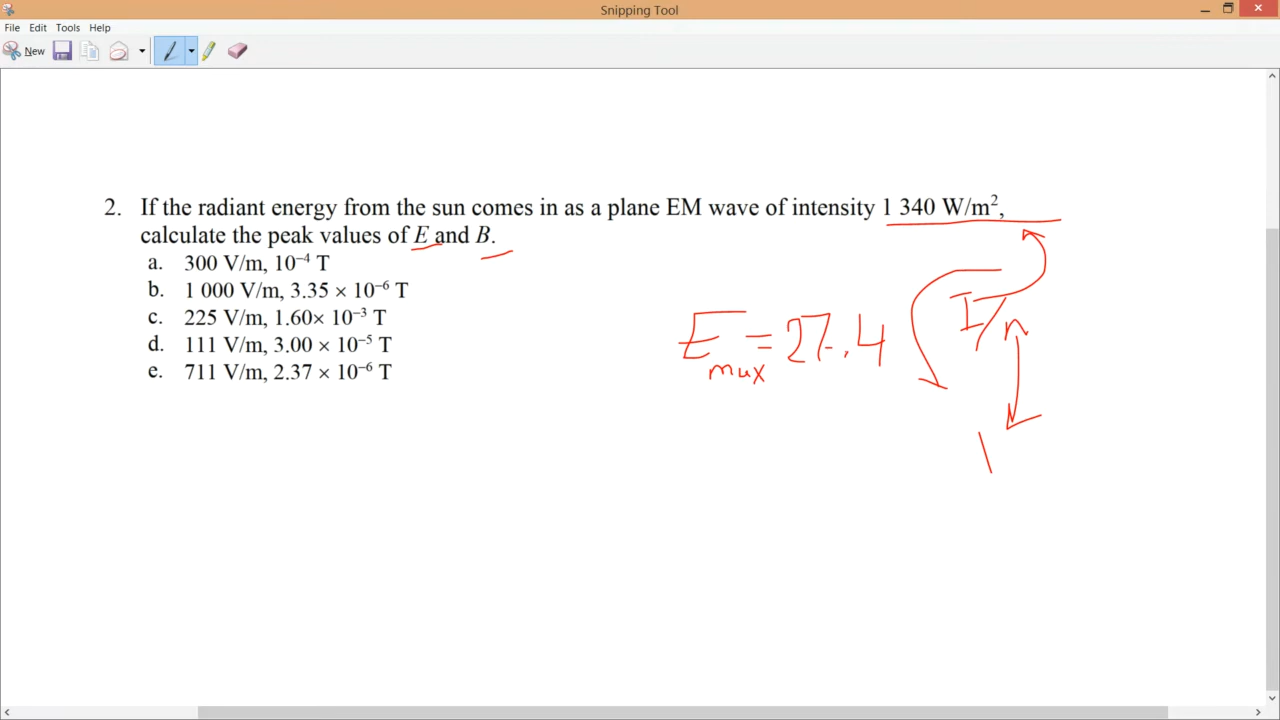 Snipping Tool
File Edit Tools Help
New
2. If the radiant energy from the sun comes in as a plane EM wave of intensity 1 340 W/m²,
calculate the peak values of E and B.
a. 300 V/m, 10⁻⁴ T
b. 1 000 V/m, 3.35 × 10⁻⁶ T
c. 225 V/m, 1.60× 10⁻³ T
d. 111 V/m, 3.00 × 10⁻⁵ T
e. 711 V/m, 2.37 × 10⁻⁶ T
E max = 27.4 √ I/n
1